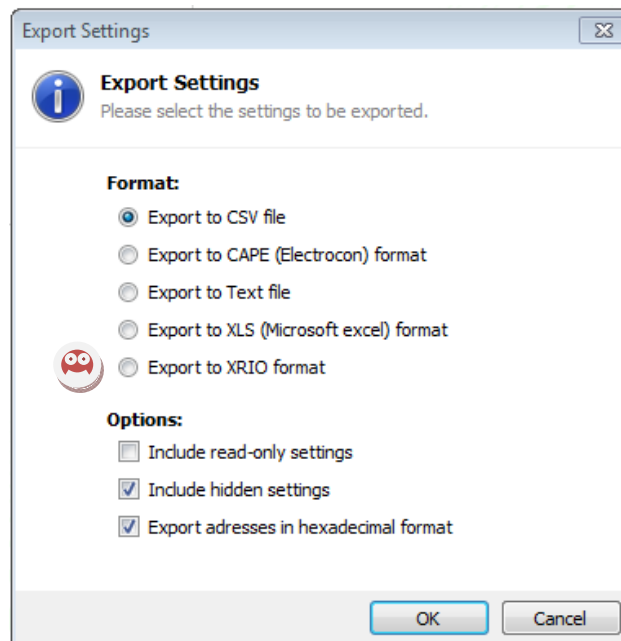 Export Settings
Export Settings
Please select the settings to be exported.
Format:
Export to CSV file
Export to CAPE (Electrocon) format
Export to Text file
Export to XLS (Microsoft excel) format
Export to XRIO format
Options:
Include read-only settings
Include hidden settings
Export adresses in hexadecimal format
OK
Cancel